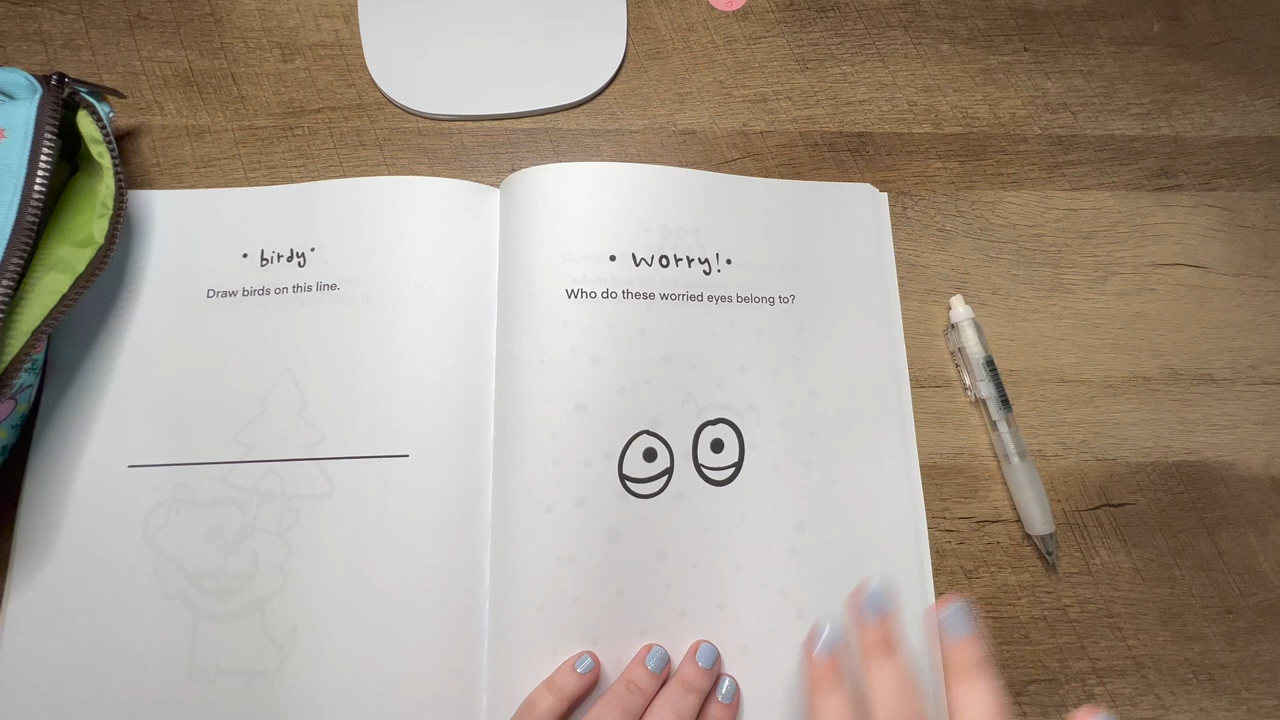 • birdy •
Draw birds on this line.
• worry! •
Who do these worried eyes belong to?